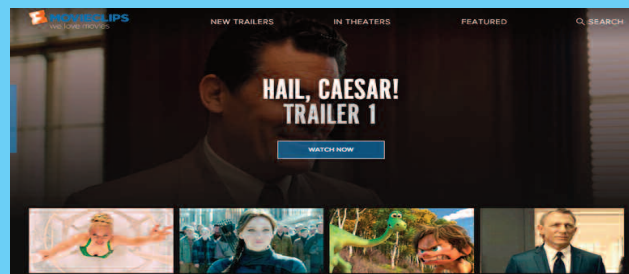 MOVIECLIPS
we love movies
NEW TRAILERS
IN THEATERS
FEATURED
SEARCH
HAIL, CAESAR!
TRAILER 1
WATCH NOW